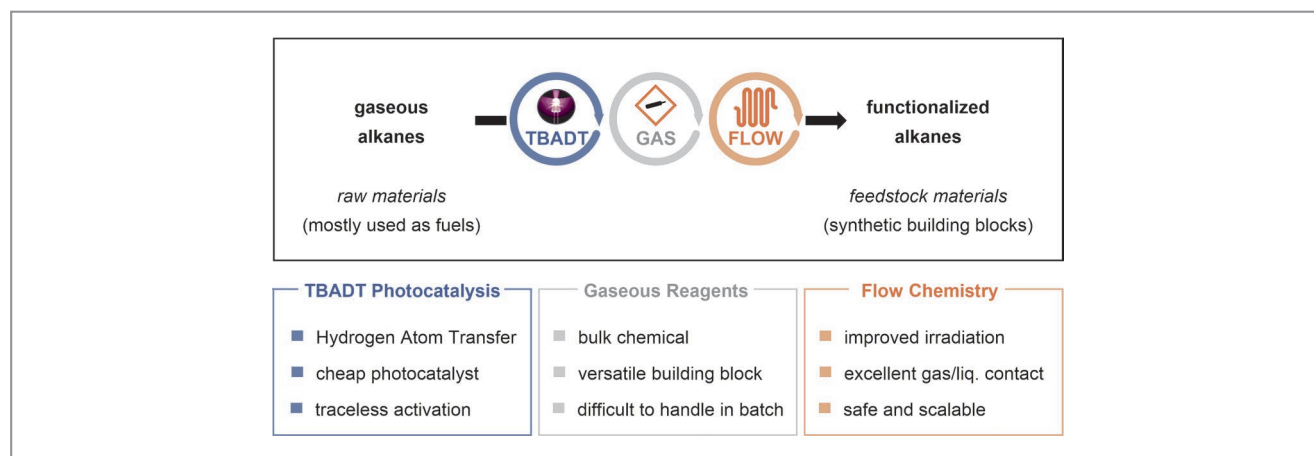 gaseous
alkanes
TBADT
GAS
FLOW
functionalized
alkanes
raw materials
(mostly used as fuels)
feedstock materials
(synthetic building blocks)
TBADT Photocatalysis
Hydrogen Atom Transfer
cheap photocatalyst
traceless activation
Gaseous Reagents
bulk chemical
versatile building block
difficult to handle in batch
Flow Chemistry
improved irradiation
excellent gas/liq. contact
safe and scalable